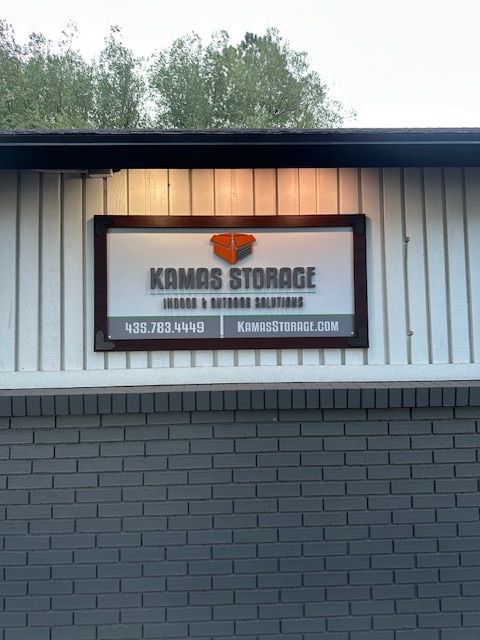 KAMAS STORAGE
INDOOR & OUTDOOR SOLUTIONS
435.783.4449 KAMASSTORAGE.COM